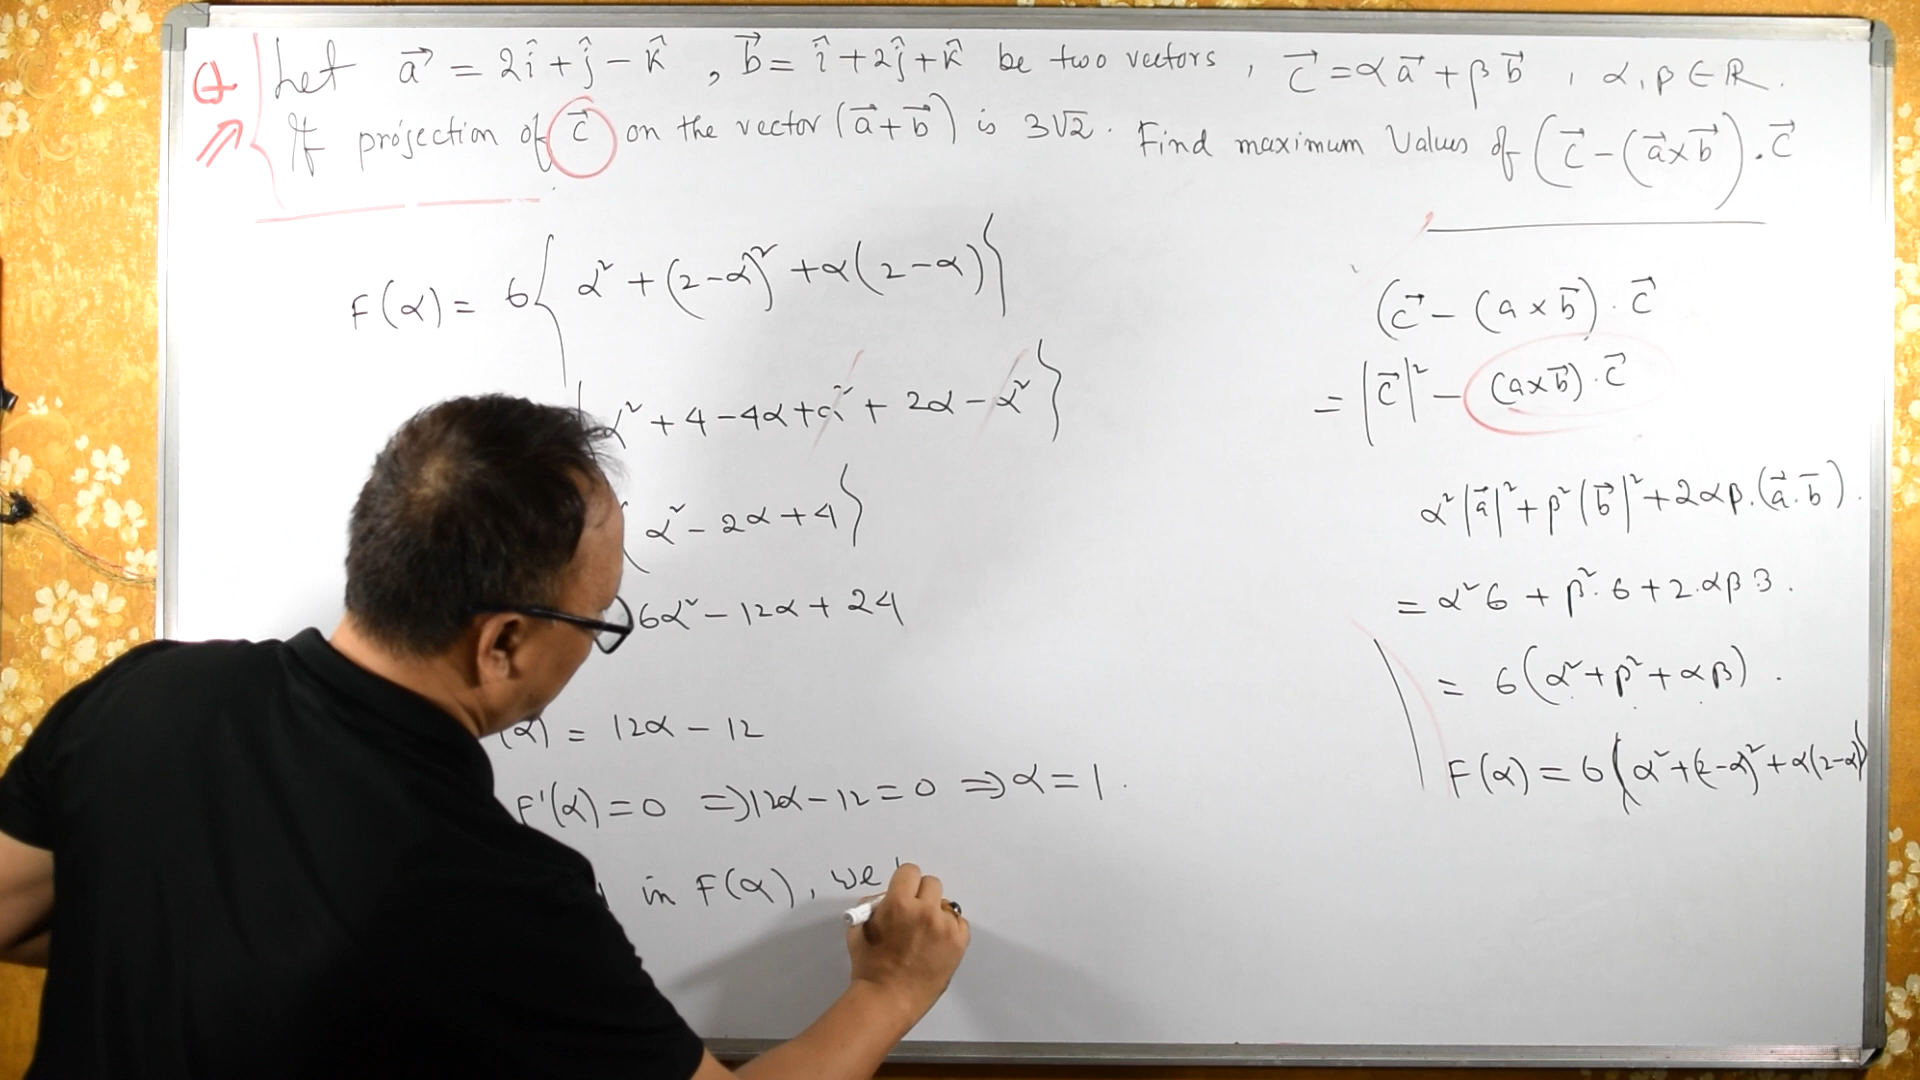 Q Let a⃗ = 2î + ĵ − k̂ , b⃗ = î + 2ĵ + k̂ be two vectors , c⃗ = αa⃗ + βb⃗ , α, β ∈ R .
If projection of c⃗ on the vector (a⃗ + b⃗) is 3√2 . Find maximum Values of (c⃗ − (a⃗ × b⃗)) . c⃗
F(α) = 6{ α² + (2−α)² + α(2−α) }
α² + 4 − 4α + α² + 2α − α² }
α² − 2α + 4 }
6α² − 12α + 24
(α) = 12α − 12
F'(α) = 0 ⇒ 12α − 12 = 0 ⇒ α = 1 .
in F(α), we
(c⃗ − (a × b⃗) . c⃗
= |c⃗|² − (a×b⃗) . c⃗
α² |a⃗|² + β² |b⃗|² + 2αβ . (a⃗ . b⃗) .
= α² 6 + β² . 6 + 2 . αβ 3 .
= 6 (α² + β² + αβ) .
F(α) = 6 ( α² + (2−α)² + α(2−α)